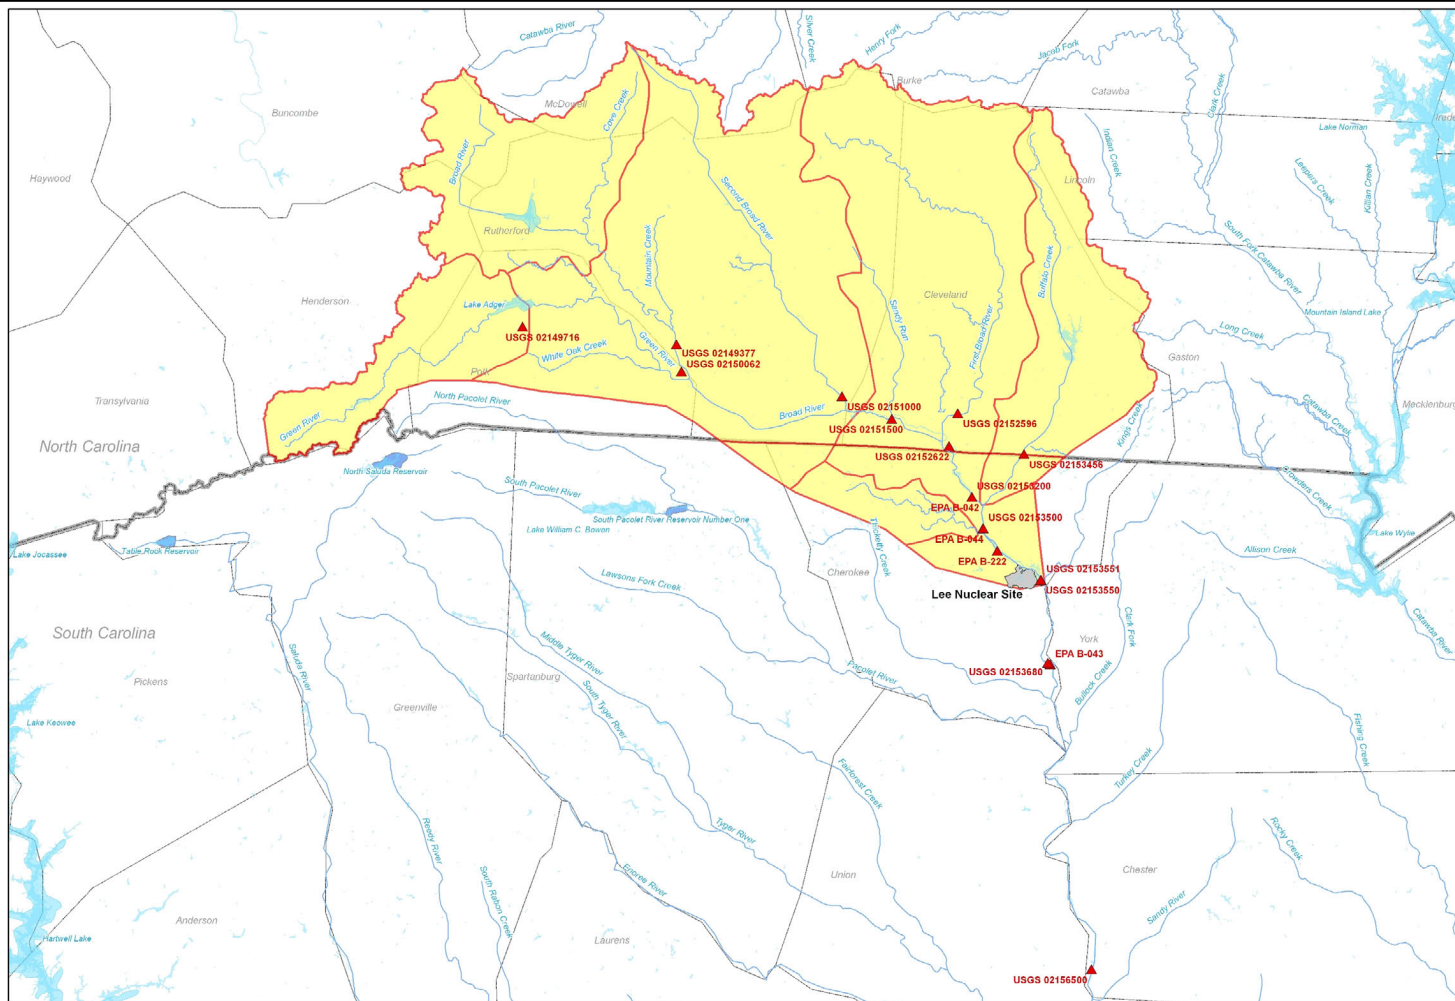 Catawba River
Silver Creek
Henry Fork
Jacob Fork
Burke
Catawba
Clark Creek
McDowell
Cove Creek
Buncombe
Lake Norman
Indian Creek
Leepers Creek
Killian Creek
Haywood
Broad River
Second Broad River
Lincoln
Rutherford
Mountain Creek
South Fork Catawba River
Buffalo Creek
Henderson
Lake Adger
Cleveland
Sandy Run
First Broad River
Mountain Island Lake
Long Creek
USGS 02149716
Green River
White Oak Creek
USGS 02149377
USGS 02150062
Gaston
Polk
Transylvania
North Pacolet River
Broad River
USGS 02151000
USGS 02151500
USGS 02152596
Kings Creek
Catawba Creek
Mecklenburg
Green River
North Carolina
USGS 02152622
USGS 02153456
North Saluda Reservoir
South Pacolet River
USGS 02153200
Crowders Creek
EPA B-042
South Pacolet River Reservoir Number One
Lake William C. Bowen
USGS 02153500
Thicketty Creek
EPA B-044
Lake Wylie
Lake Jocassee
Table Rock Reservoir
Allison Creek
EPA B-222
Lawsons Fork Creek
Cherokee
USGS 02153551
USGS 02153550
Lee Nuclear Site
South Carolina
Clark Fork
Catawba River
York
Middle Tyger River
EPA B-043
USGS 02153680
Pacolet River
Bullock Creek
Saluda River
Pickens
Spartanburg
South Tyger River
Greenville
Lake Keowee
Fishing Creek
Turkey Creek
Fairforest Creek
Reedy River
Tyger River
Rocky Creek
Enoree River
Union
Chester
South Rabon Creek
Sandy River
Anderson
Hartwell Lake
Laurens
USGS 02156500